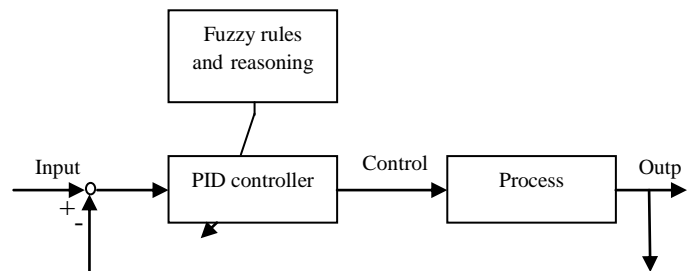 Fuzzy rules
and reasoning
Input
PID controller
Control
Process
Outp
+
-